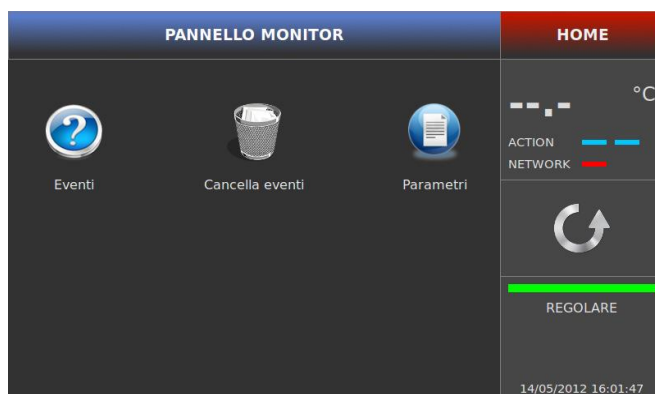 PANNELLO MONITOR
HOME
--.- °C
ACTION
NETWORK
Eventi
Cancella eventi
Parametri
REGOLARE
14/05/2012 16:01:47